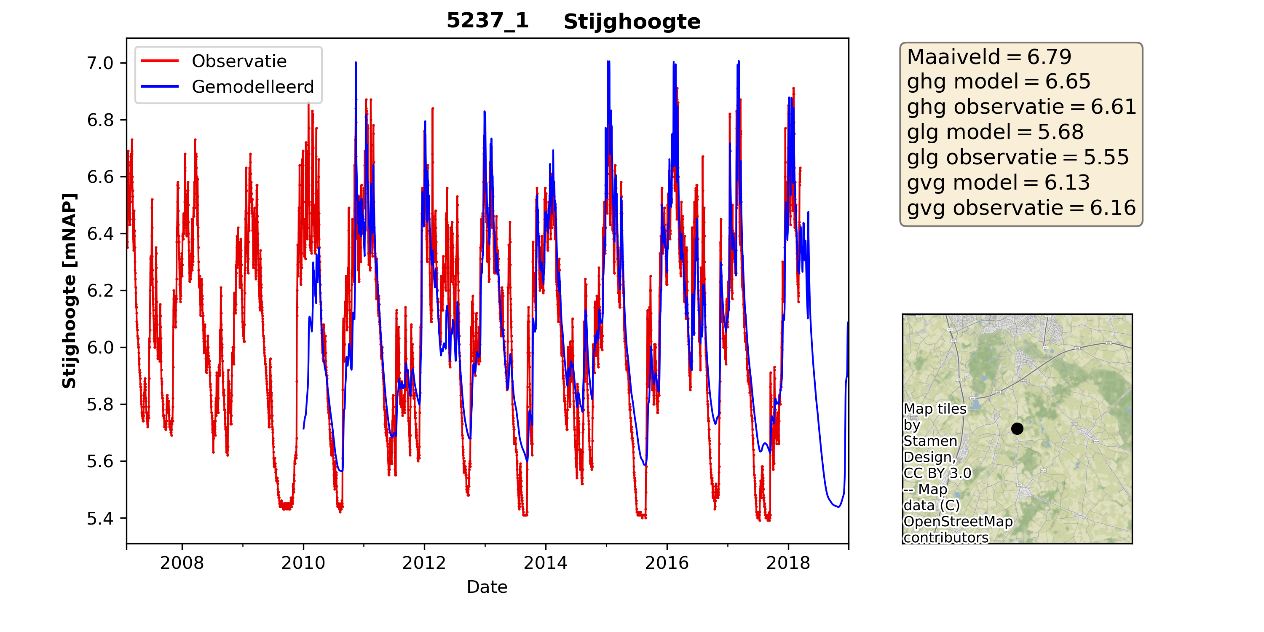 5237_1 Stijghoogte
Observatie
Gemodelleerd
Stijghoogte [mNAP]
7.0
6.8
6.6
6.4
6.2
6.0
5.8
5.6
5.4
2008 2010 2012 2014 2016 2018
Date
Maaiveld = 6.79
ghg model = 6.65
ghg observatie = 6.61
glg model = 5.68
glg observatie = 5.55
gvg model = 6.13
gvg observatie = 6.16
Map tiles
by
Stamen
Design,
CC BY 3.0
-- Map
data (C)
OpenStreetMap
contributors